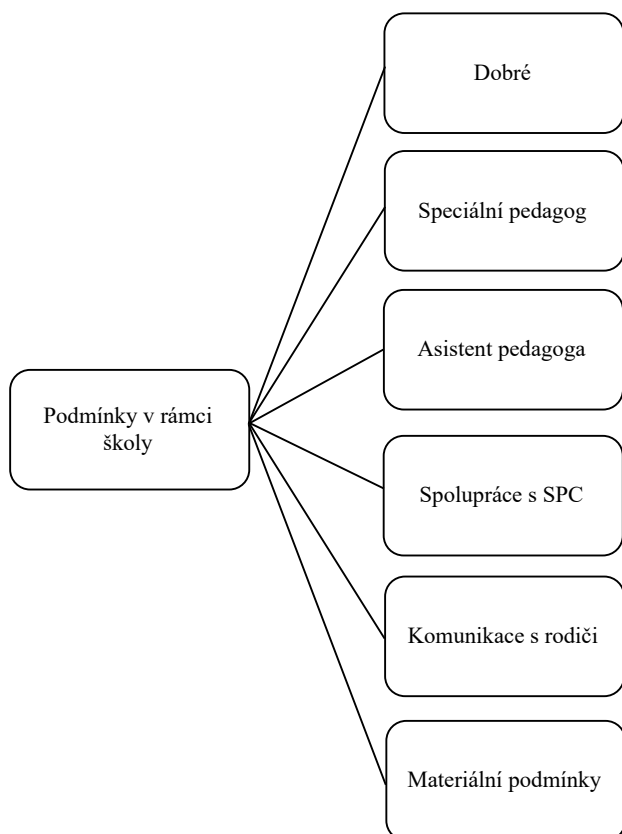 Dobré
Speciální pedagog
Asistent pedagoga
Podmínky v rámci
školy
Spolupráce s SPC
Komunikace s rodiči
Materiální podmínky